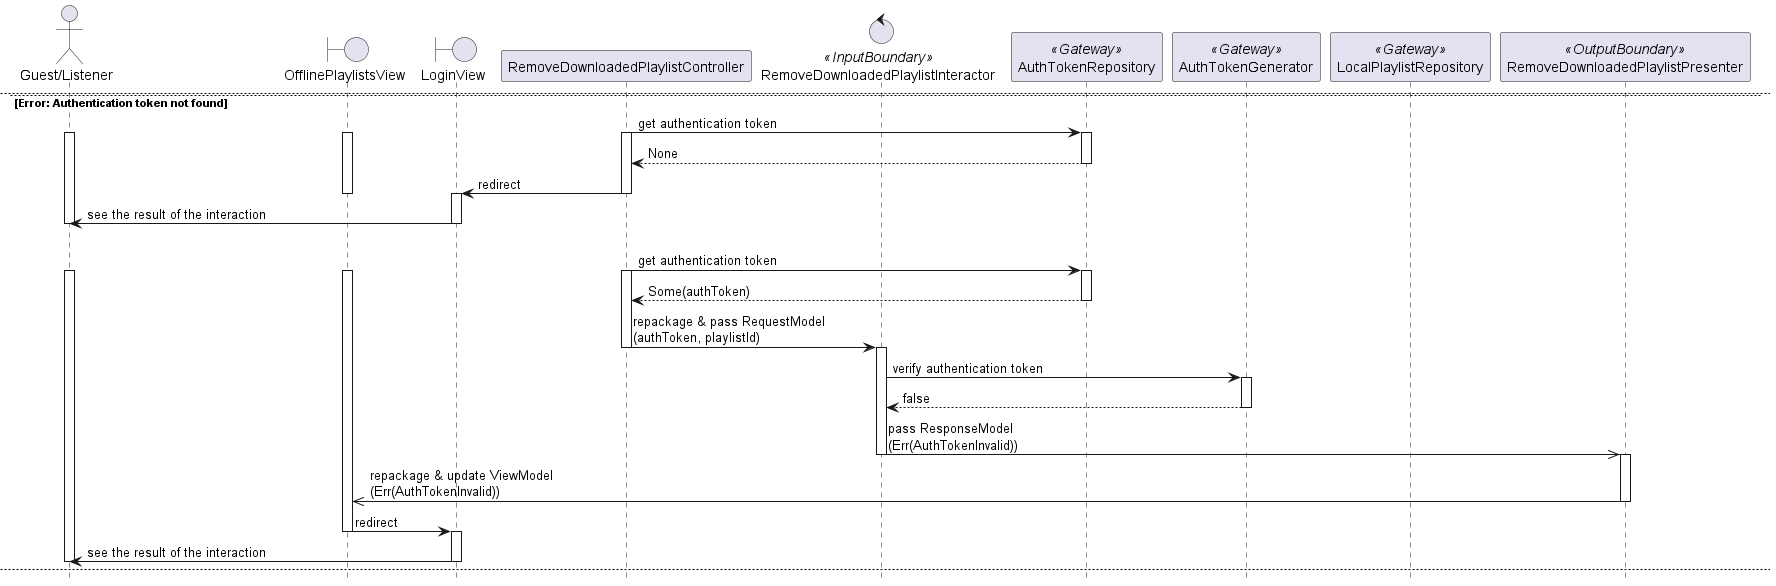 Guest/Listener
OfflinePlaylistsView
LoginView
RemoveDownloadedPlaylistController
«InputBoundary»
RemoveDownloadedPlaylistInteractor
«Gateway»
AuthTokenRepository
«Gateway»
AuthTokenGenerator
«Gateway»
LocalPlaylistRepository
«OutputBoundary»
RemoveDownloadedPlaylistPresenter
[Error: Authentication token not found]
get authentication token
None
redirect
see the result of the interaction
get authentication token
Some(authToken)
repackage & pass RequestModel
(authToken, playlistId)
verify authentication token
false
pass ResponseModel
(Err(AuthTokenInvalid))
repackage & update ViewModel
(Err(AuthTokenInvalid))
redirect
see the result of the interaction